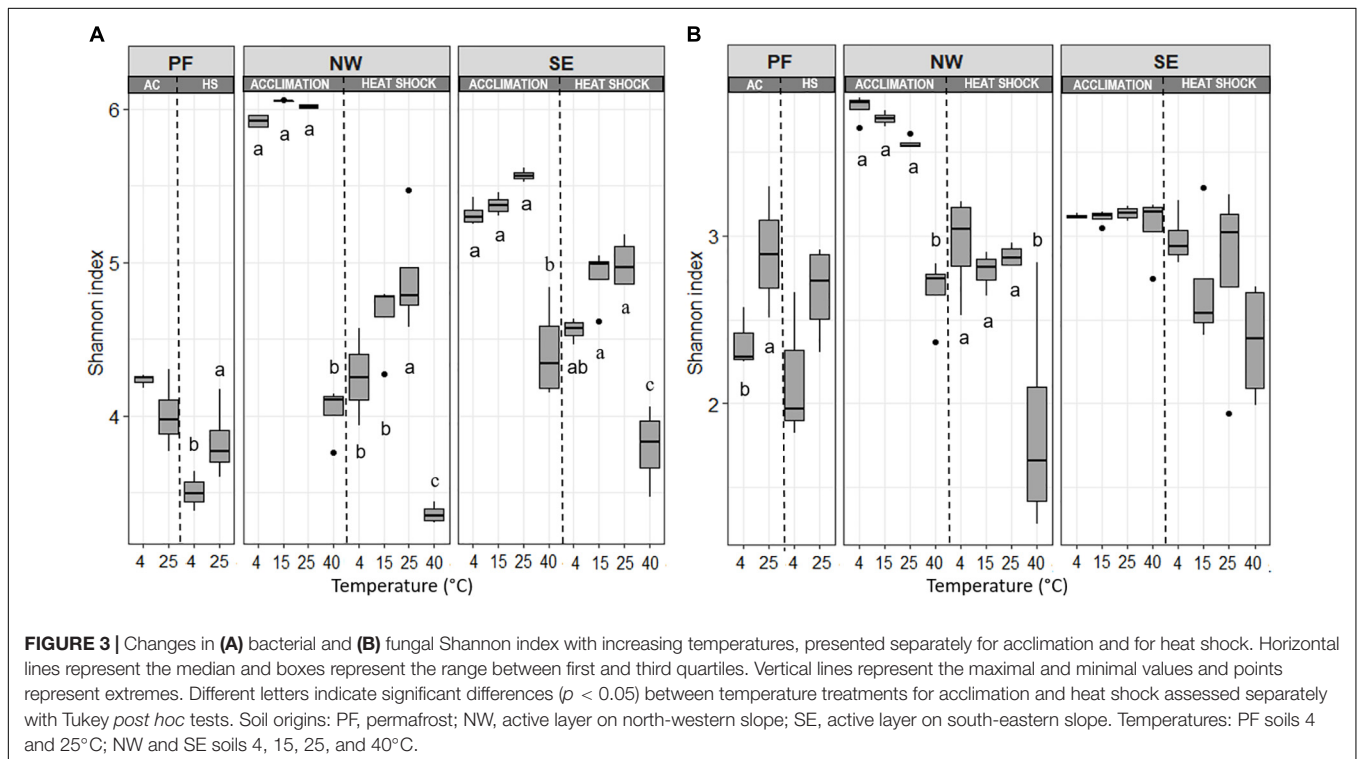 A
B
PF
NW
SE
PF
NW
SE
AC
HS
ACCLIMATION
HEAT SHOCK
ACCLIMATION
HEAT SHOCK
AC
HS
ACCLIMATION
HEAT SHOCK
ACCLIMATION
HEAT SHOCK
Shannon index
6
5
4
b
a
a
a
a
b
b
b
a
c
a
a
a
b
ab
a
a
c
4 25 4 25
4 15 25 40 4 15 25 40
4 15 25 40 4 15 25 40
Temperature (°C)
Shannon index
3
2
b
a
a
a
a
b
a
a
a
b
4 25 4 25
4 15 25 40 4 15 25 40
4 15 25 40 4 15 25 40
Temperature (°C)
FIGURE 3 | Changes in (A) bacterial and (B) fungal Shannon index with increasing temperatures, presented separately for acclimation and for heat shock. Horizontal
lines represent the median and boxes represent the range between first and third quartiles. Vertical lines represent the maximal and minimal values and points
represent extremes. Different letters indicate significant differences (p < 0.05) between temperature treatments for acclimation and heat shock assessed separately
with Tukey post hoc tests. Soil origins: PF, permafrost; NW, active layer on north-western slope; SE, active layer on south-eastern slope. Temperatures: PF soils 4
and 25°C; NW and SE soils 4, 15, 25, and 40°C.